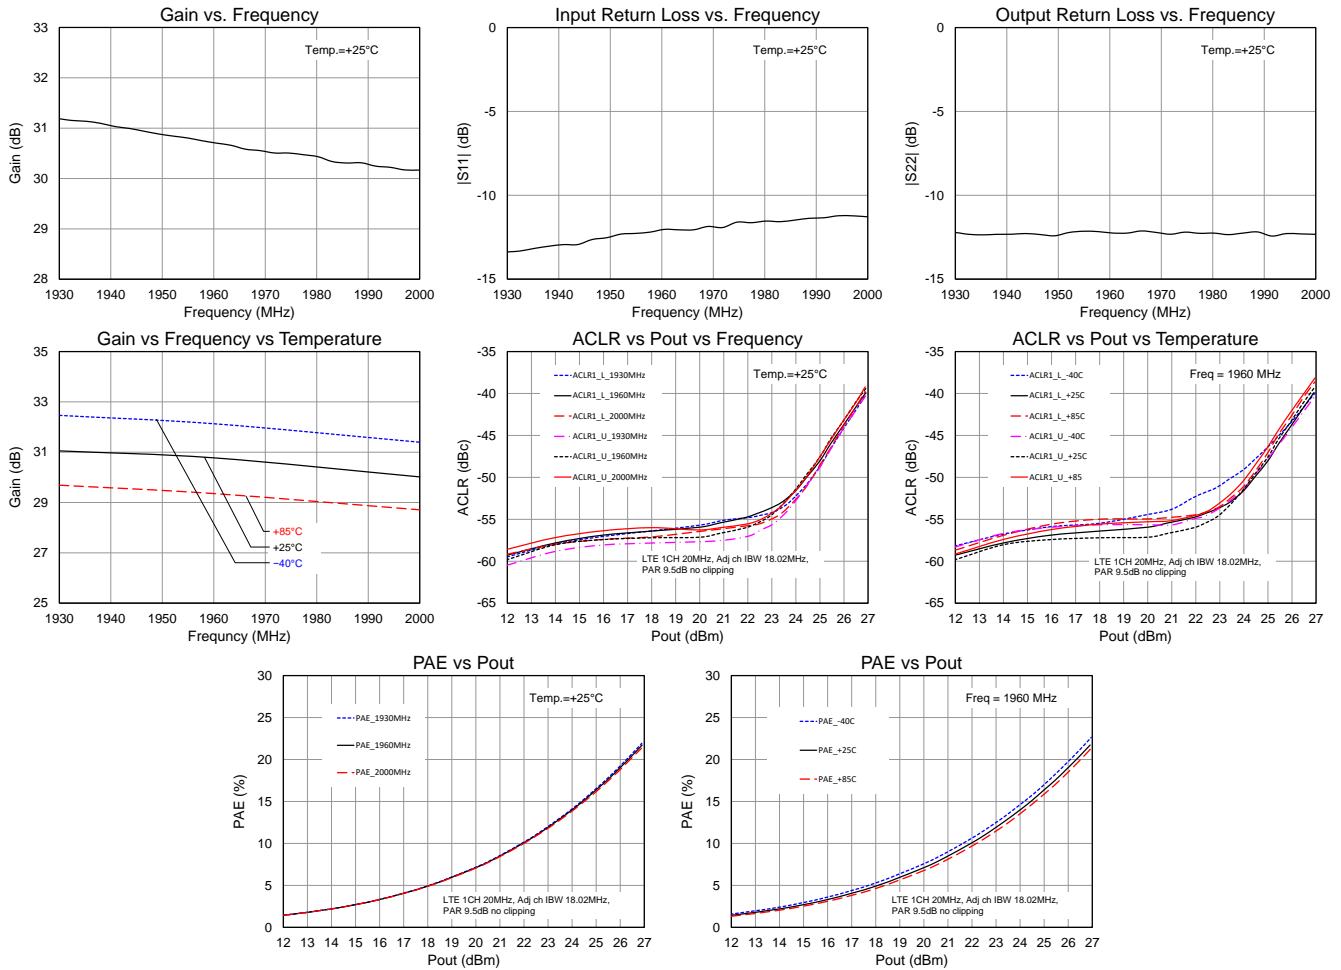 Gain vs. Frequency
33
32
31
30
29
28
Gain (dB)
Temp.=+25°C
1930 1940 1950 1960 1970 1980 1990 2000
Frequency (MHz)
Input Return Loss vs. Frequency
0
-5
-10
-15
|S11| (dB)
Temp.=+25°C
1930 1940 1950 1960 1970 1980 1990 2000
Frequency (MHz)
Output Return Loss vs. Frequency
0
-5
-10
-15
|S22| (dB)
Temp.=+25°C
1930 1940 1950 1960 1970 1980 1990 2000
Frequency (MHz)
Gain vs Frequency vs Temperature
35
33
31
29
27
25
Gain (dB)
+85°C
+25°C
−40°C
1930 1940 1950 1960 1970 1980 1990 2000
Frequncy (MHz)
ACLR vs Pout vs Frequency
-35
-40
-45
-50
-55
-60
-65
ACLR (dBc)
Temp.=+25°C
ACLR1_L_1930MHz
ACLR1_L_1960MHz
ACLR1_L_2000MHz
ACLR1_U_1930MHz
ACLR1_U_1960MHz
ACLR1_U_2000MHz
LTE 1CH 20MHz, Adj ch IBW 18.02MHz,
PAR 9.5dB no clipping
12 13 14 15 16 17 18 19 20 21 22 23 24 25 26 27
Pout (dBm)
ACLR vs Pout vs Temperature
-35
-40
-45
-50
-55
-60
-65
ACLR (dBc)
Freq = 1960 MHz
ACLR1_L_-40C
ACLR1_L_+25C
ACLR1_L_+85C
ACLR1_U_-40C
ACLR1_U_+25C
ACLR1_U_+85
LTE 1CH 20MHz, Adj ch IBW 18.02MHz,
PAR 9.5dB no clipping
12 13 14 15 16 17 18 19 20 21 22 23 24 25 26 27
Pout (dBm)
PAE vs Pout
30
25
20
15
10
5
0
PAE (%)
Temp.=+25°C
PAE_1930MHz
PAE_1960MHz
PAE_2000MHz
LTE 1CH 20MHz, Adj ch IBW 18.02MHz,
PAR 9.5dB no clipping
12 13 14 15 16 17 18 19 20 21 22 23 24 25 26 27
Pout (dBm)
PAE vs Pout
30
25
20
15
10
5
0
PAE (%)
Freq = 1960 MHz
PAE_-40C
PAE_+25C
PAE_+85C
LTE 1CH 20MHz, Adj ch IBW 18.02MHz,
PAR 9.5dB no clipping
12 13 14 15 16 17 18 19 20 21 22 23 24 25 26 27
Pout (dBm)